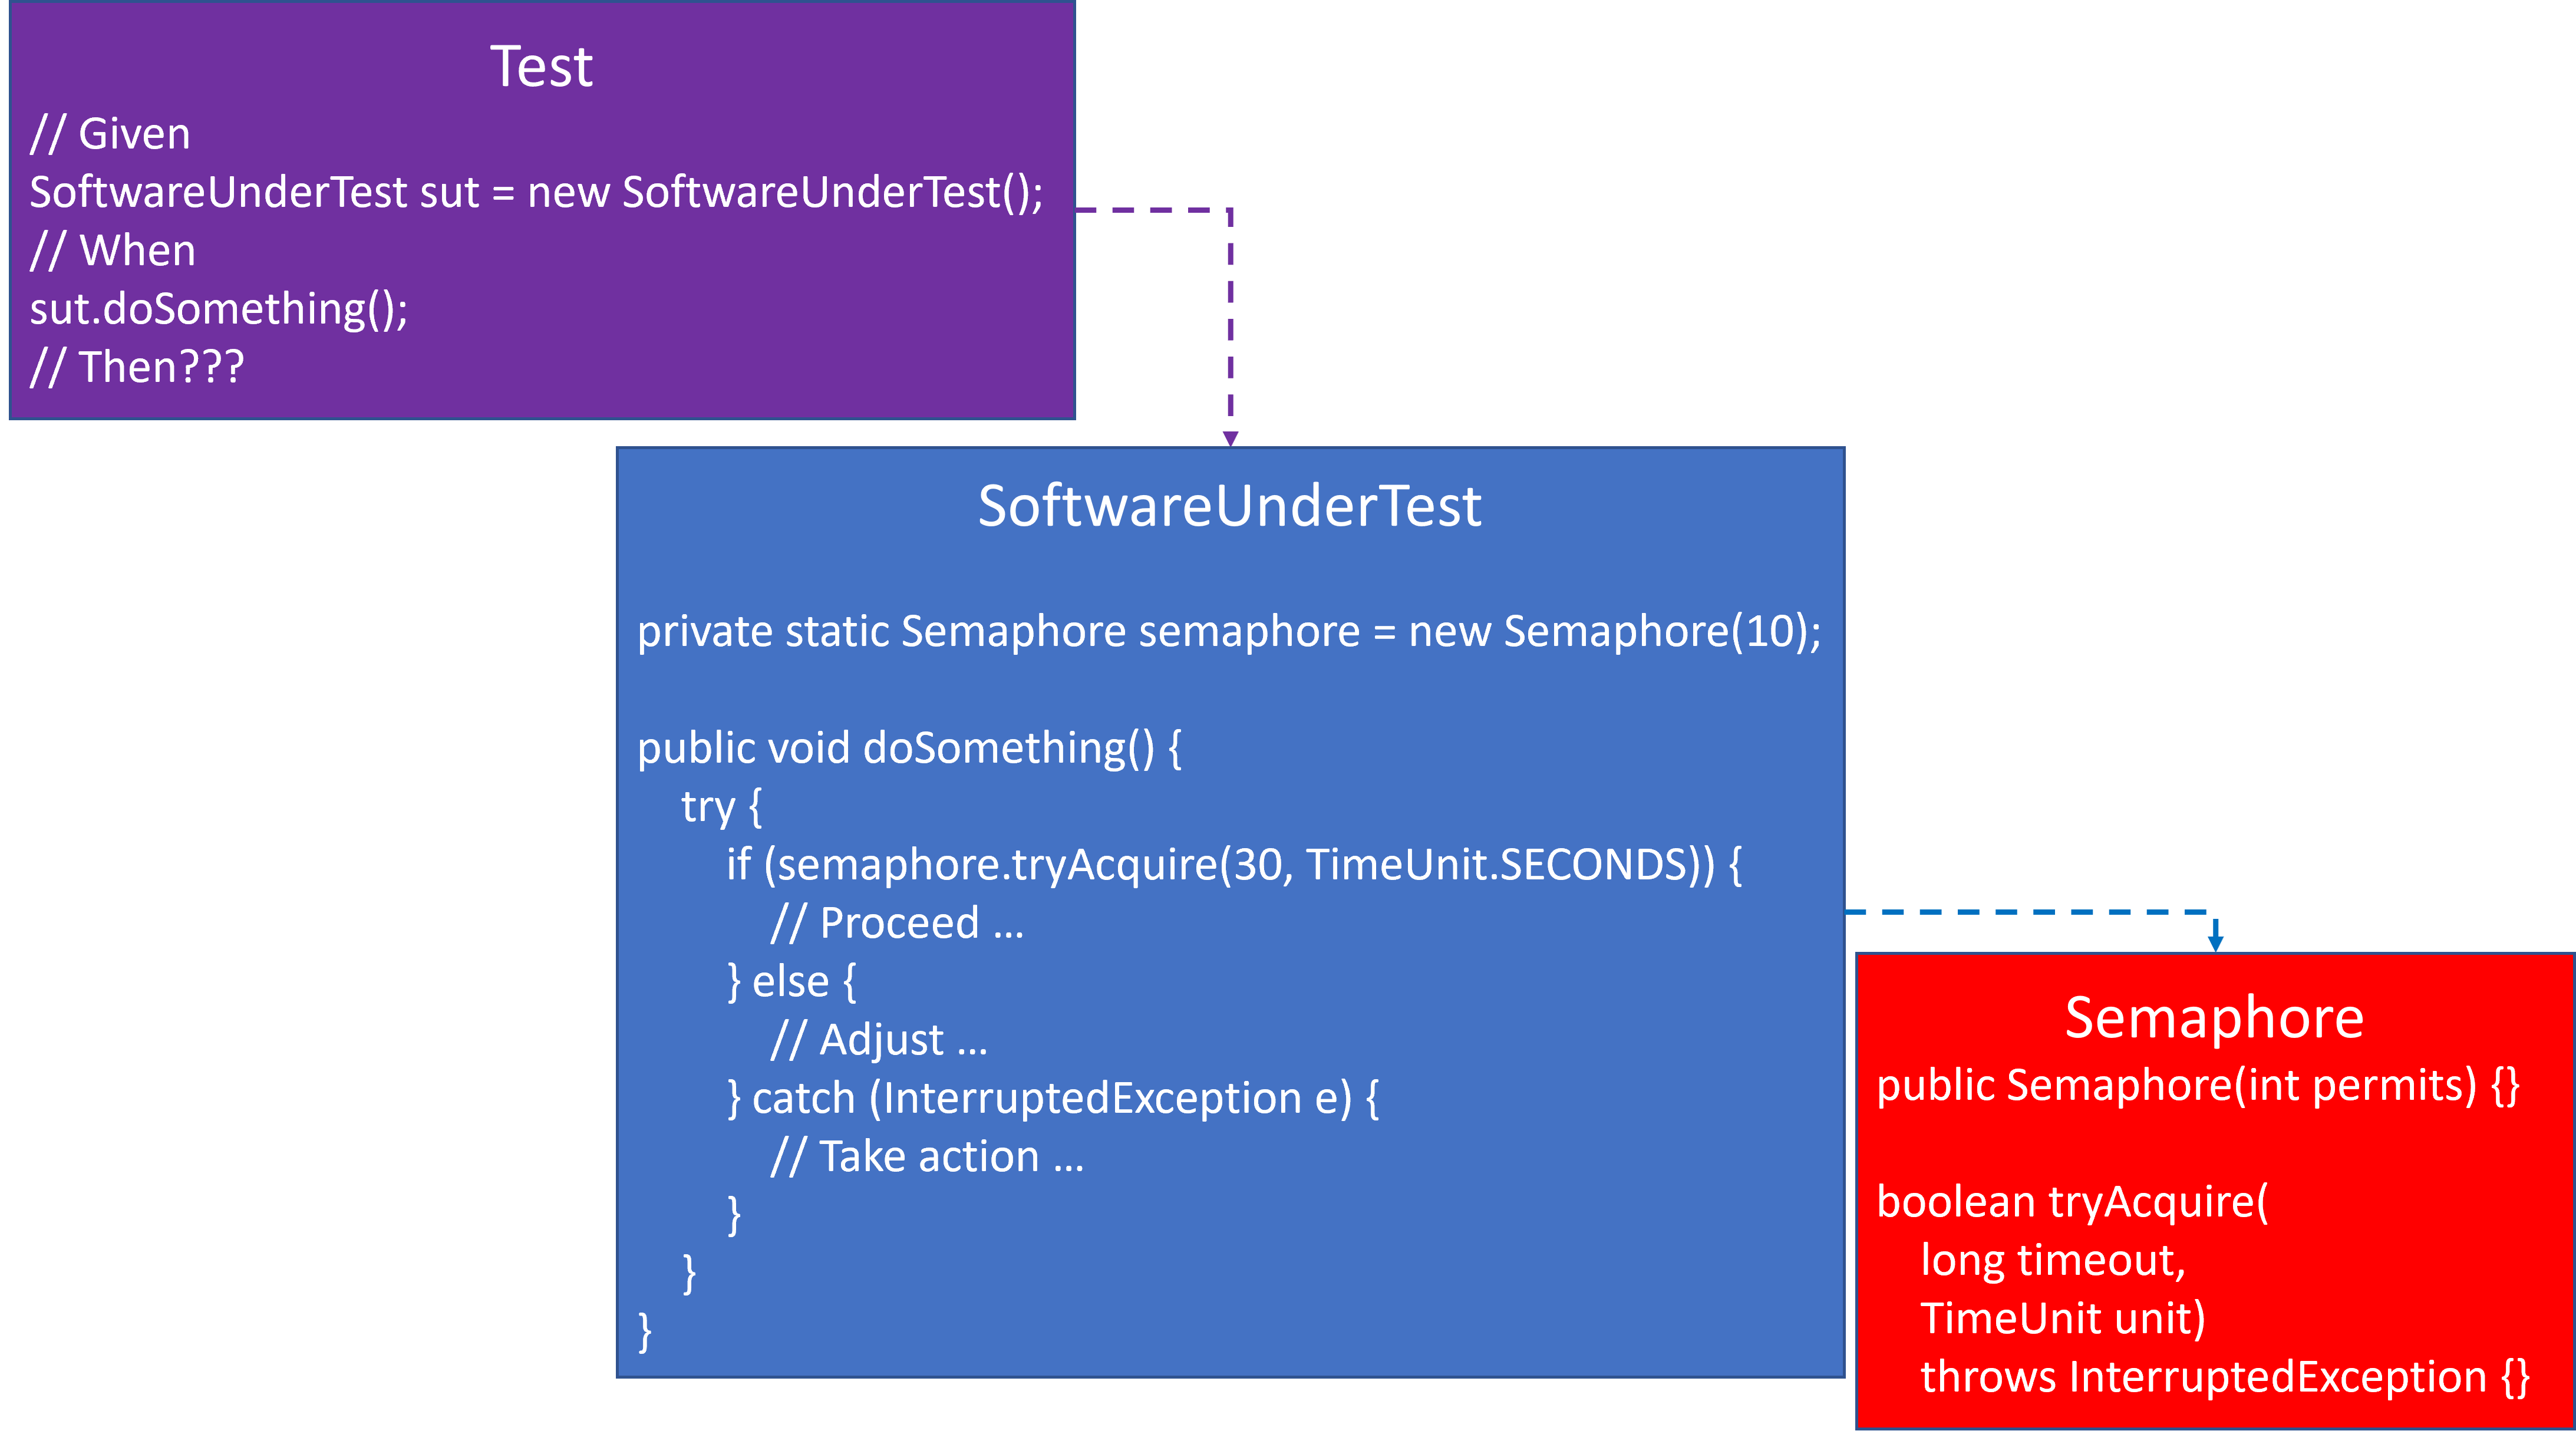 Test
// Given
SoftwareUnderTest sut = new SoftwareUnderTest();
// When
sut.doSomething();
// Then???
SoftwareUnderTest
private static Semaphore semaphore = new Semaphore(10);
public void doSomething() {
try {
if (semaphore.tryAcquire(30, TimeUnit.SECONDS)) {
// Proceed …
} else {
// Adjust …
} catch (InterruptedException e) {
// Take action …
}
}
}
Semaphore
public Semaphore(int permits) {}
boolean tryAcquire(
long timeout,
TimeUnit unit)
throws InterruptedException {}